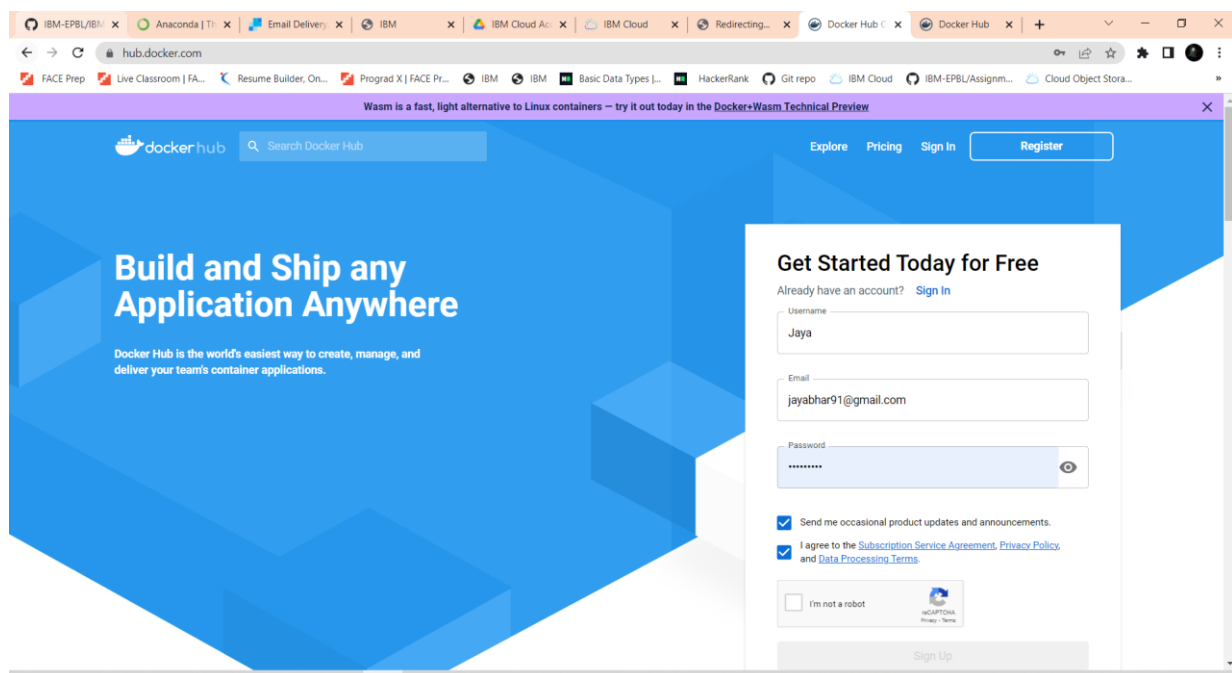 IBM-EPBL/IBM
Anaconda | Th
Email Delivery,
IBM
IBM Cloud Acc
IBM Cloud
Redirecting...
Docker Hub C
Docker Hub
hub.docker.com
FACE Prep
Live Classroom | FA...
Resume Builder, On...
Prograd X | FACE Pr...
IBM
IBM
Basic Data Types |...
HackerRank
Git repo
IBM Cloud
IBM-EPBL/Assignm...
Cloud Object Stora...
»
Wasm is a fast, light alternative to Linux containers — try it out today in the Docker+Wasm Technical Preview
dockerhub
Search Docker Hub
Explore
Pricing
Sign In
Register
Build and Ship any
Application Anywhere
Docker Hub is the world's easiest way to create, manage, and
deliver your team's container applications.
Get Started Today for Free
Already have an account? Sign In
Username
Jaya
Email
jayabhar91@gmail.com
Password
•••••••••
Send me occasional product updates and announcements.
I agree to the Subscription Service Agreement, Privacy Policy,
and Data Processing Terms.
I'm not a robot
reCAPTCHA
Privacy - Terms
Sign Up